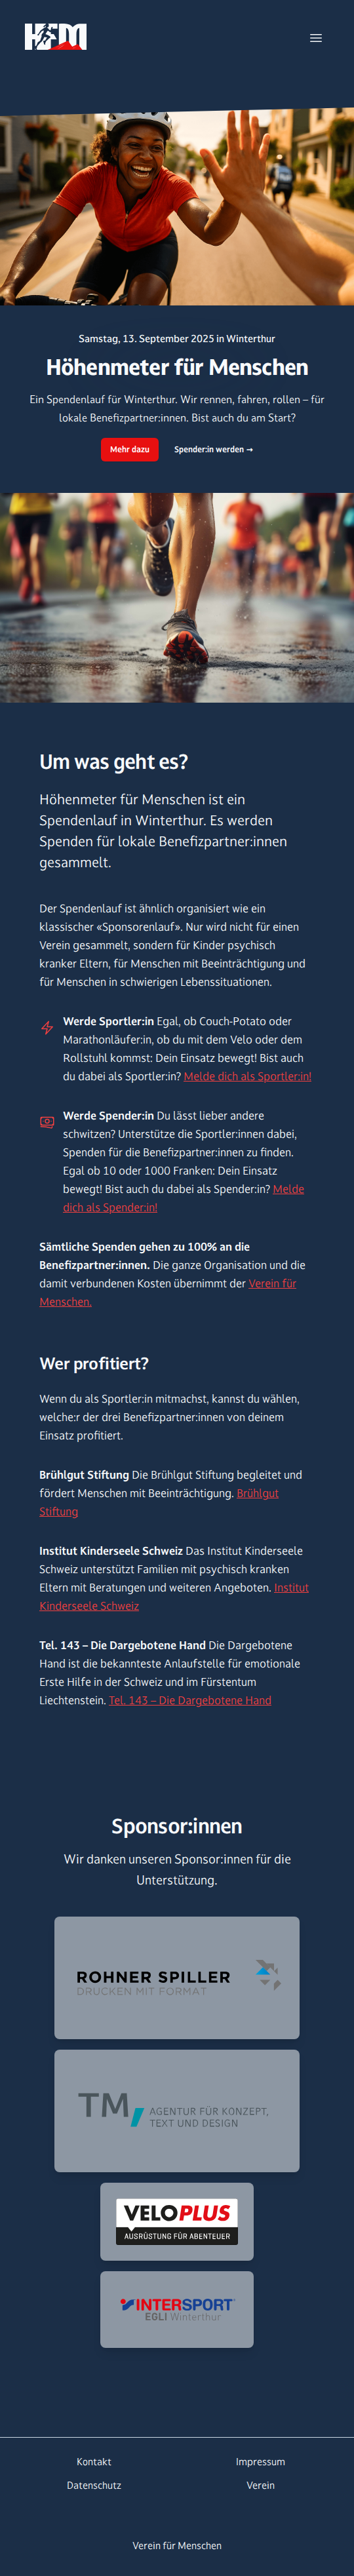 HFM
Samstag, 13. September 2025 in Winterthur
Höhenmeter für Menschen
Ein Spendenlauf für Winterthur. Wir rennen, fahren, rollen – für
lokale Benefizpartner:innen. Bist auch du am Start?
Mehr dazu
Spender:in werden →
Um was geht es?
Höhenmeter für Menschen ist ein
Spendenlauf in Winterthur. Es werden
Spenden für lokale Benefizpartner:innen
gesammelt.
Der Spendenlauf ist ähnlich organisiert wie ein
klassischer «Sponsorenlauf». Nur wird nicht für einen
Verein gesammelt, sondern für Kinder psychisch
kranker Eltern, für Menschen mit Beeinträchtigung und
für Menschen in schwierigen Lebenssituationen.
Werde Sportler:in Egal, ob Couch-Potato oder
Marathonläufer:in, ob du mit dem Velo oder dem
Rollstuhl kommst: Dein Einsatz bewegt! Bist auch
du dabei als Sportler:in? Melde dich als Sportler:in!
Werde Spender:in Du lässt lieber andere
schwitzen? Unterstütze die Sportler:innen dabei,
Spenden für die Benefizpartner:innen zu finden.
Egal ob 10 oder 1000 Franken: Dein Einsatz
bewegt! Bist auch du dabei als Spender:in? Melde
dich als Spender:in!
Sämtliche Spenden gehen zu 100% an die
Benefizpartner:innen. Die ganze Organisation und die
damit verbundenen Kosten übernimmt der Verein für
Menschen.
Wer profitiert?
Wenn du als Sportler:in mitmachst, kannst du wählen,
welche:r der drei Benefizpartner:innen von deinem
Einsatz profitiert.
Brühlgut Stiftung Die Brühlgut Stiftung begleitet und
fördert Menschen mit Beeinträchtigung. Brühlgut
Stiftung
Institut Kinderseele Schweiz Das Institut Kinderseele
Schweiz unterstützt Familien mit psychisch kranken
Eltern mit Beratungen und weiteren Angeboten. Institut
Kinderseele Schweiz
Tel. 143 – Die Dargebotene Hand Die Dargebotene
Hand ist die bekannteste Anlaufstelle für emotionale
Erste Hilfe in der Schweiz und im Fürstentum
Liechtenstein. Tel. 143 – Die Dargebotene Hand
Sponsor:innen
Wir danken unseren Sponsor:innen für die
Unterstützung.
ROHNER SPILLER
DRUCKEN MIT FORMAT
TM
AGENTUR FÜR KONZEPT,
TEXT UND DESIGN
VELOPLUS
AUSRÜSTUNG FÜR ABENTEUER
INTERSPORT
EGLI Winterthur
Kontakt
Impressum
Datenschutz
Verein
Verein für Menschen